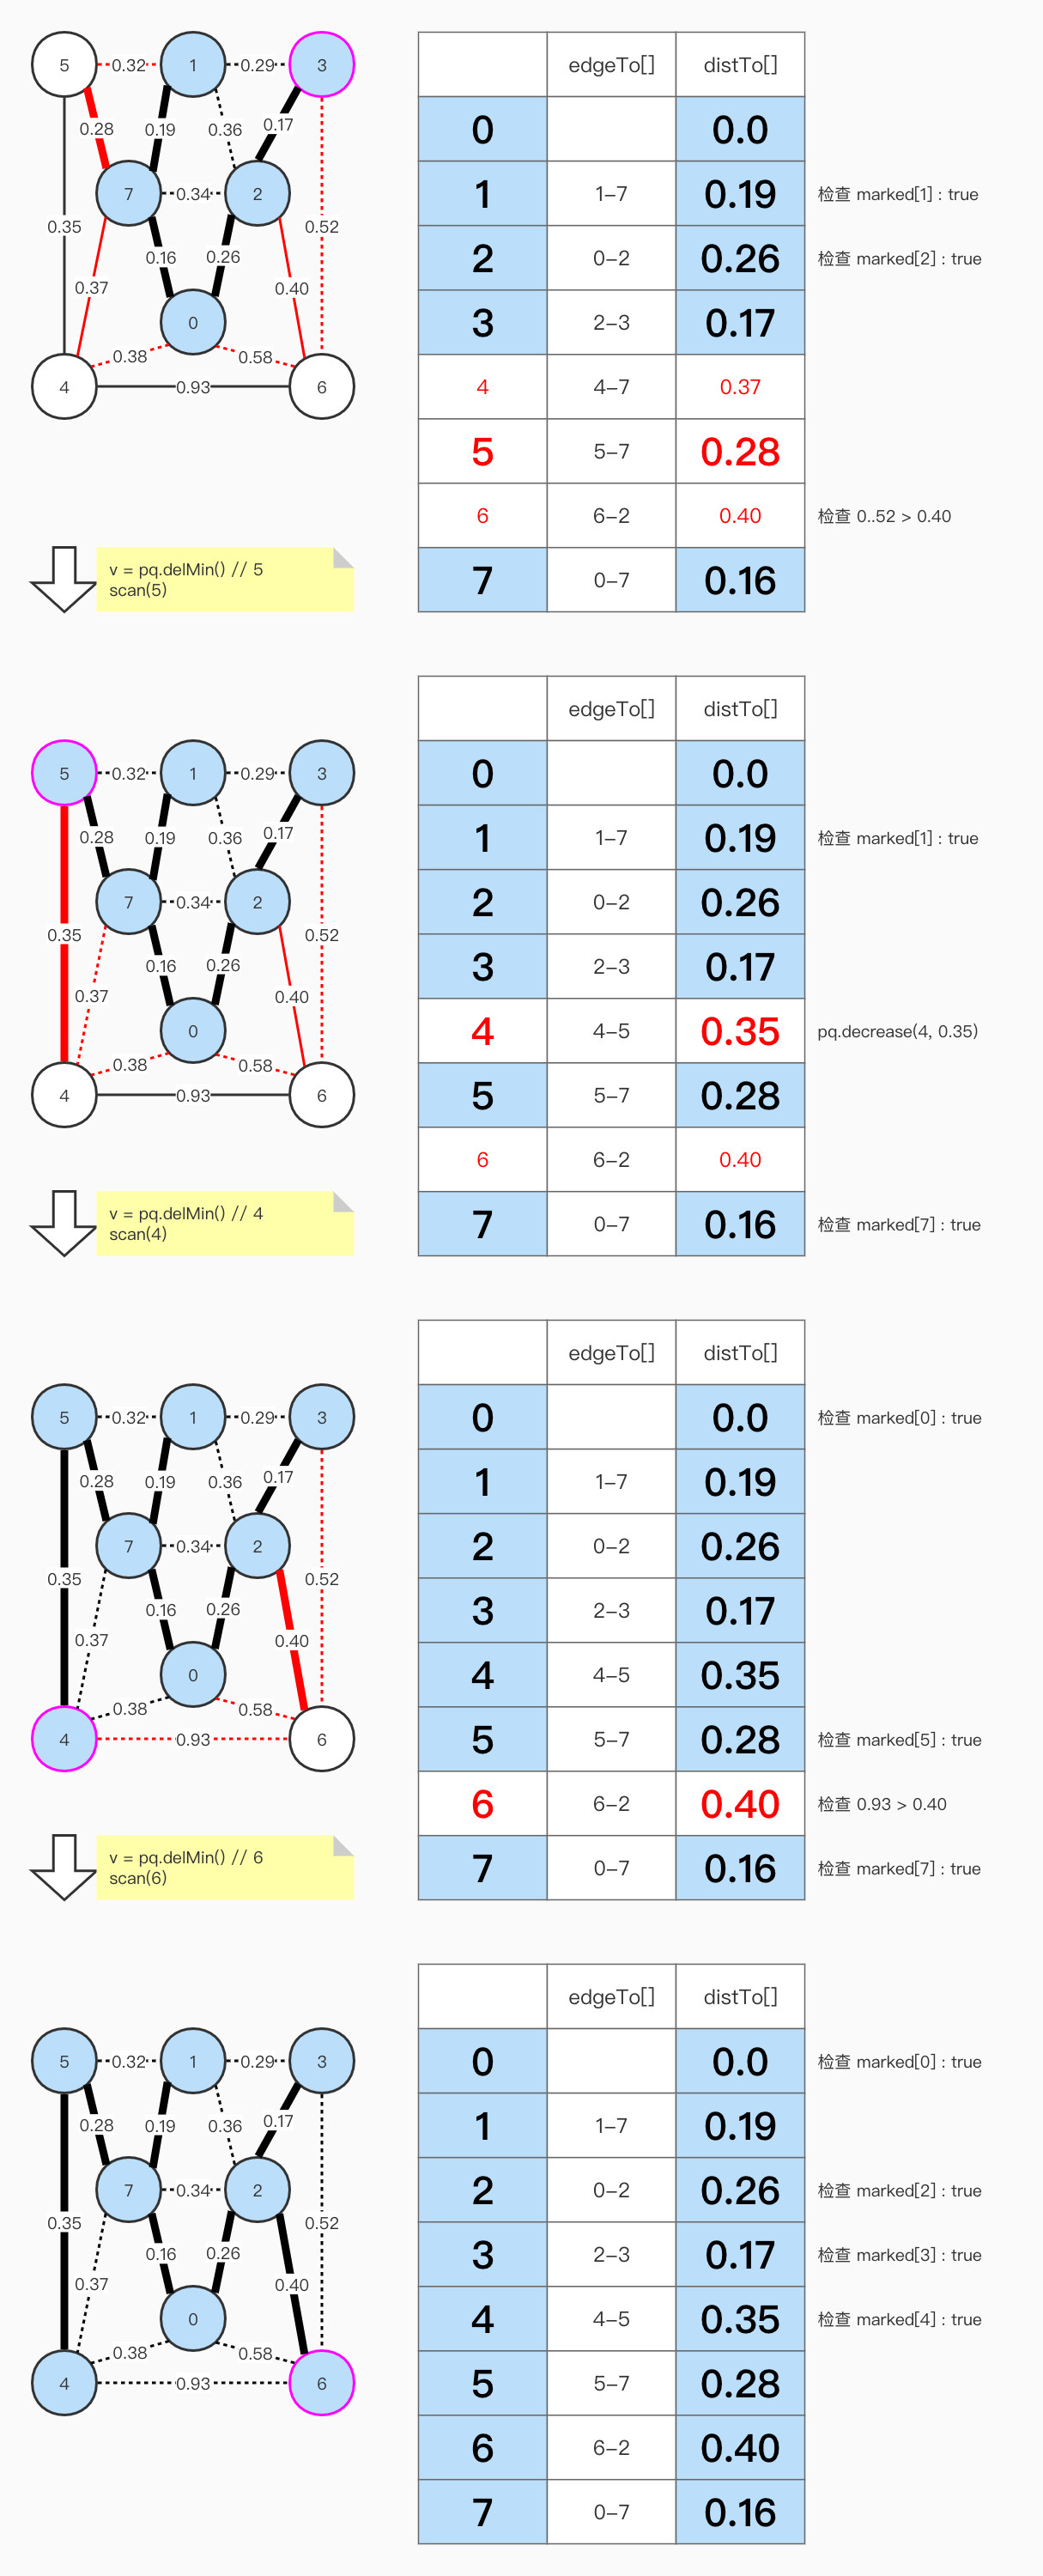 5 0.32 1 0.29 3
0.28 0.19 0.36 0.17
7 0.34 2
0.35 0.52
0.16 0.26
0.37 0.40
0
0.38 0.58
4 0.93 6
edgeTo[] distTo[]
0 0.0
1 1–7 0.19 检查 marked[1] : true
2 0–2 0.26 检查 marked[2] : true
3 2–3 0.17
4 4–7 0.37
5 5–7 0.28
6 6–2 0.40 检查 0..52 > 0.40
7 0–7 0.16
v = pq.delMin() // 5
scan(5)
5 0.32 1 0.29 3
0.28 0.19 0.36 0.17
7 0.34 2
0.35 0.52
0.16 0.26
0.37 0.40
0
0.38 0.58
4 0.93 6
edgeTo[] distTo[]
0 0.0
1 1–7 0.19 检查 marked[1] : true
2 0–2 0.26
3 2–3 0.17
4 4–5 0.35 pq.decrease(4, 0.35)
5 5–7 0.28
6 6–2 0.40
7 0–7 0.16 检查 marked[7] : true
v = pq.delMin() // 4
scan(4)
5 0.32 1 0.29 3
0.28 0.19 0.36 0.17
7 0.34 2
0.35 0.52
0.16 0.26
0.37 0.40
0
0.38 0.58
4 0.93 6
edgeTo[] distTo[]
0 0.0 检查 marked[0] : true
1 1–7 0.19
2 0–2 0.26
3 2–3 0.17
4 4–5 0.35
5 5–7 0.28 检查 marked[5] : true
6 6–2 0.40 检查 0.93 > 0.40
7 0–7 0.16 检查 marked[7] : true
v = pq.delMin() // 6
scan(6)
5 0.32 1 0.29 3
0.28 0.19 0.36 0.17
7 0.34 2
0.35 0.52
0.16 0.26
0.37 0.40
0
0.38 0.58
4 0.93 6
edgeTo[] distTo[]
0 0.0 检查 marked[0] : true
1 1–7 0.19
2 0–2 0.26 检查 marked[2] : true
3 2–3 0.17 检查 marked[3] : true
4 4–5 0.35 检查 marked[4] : true
5 5–7 0.28
6 6–2 0.40
7 0–7 0.16